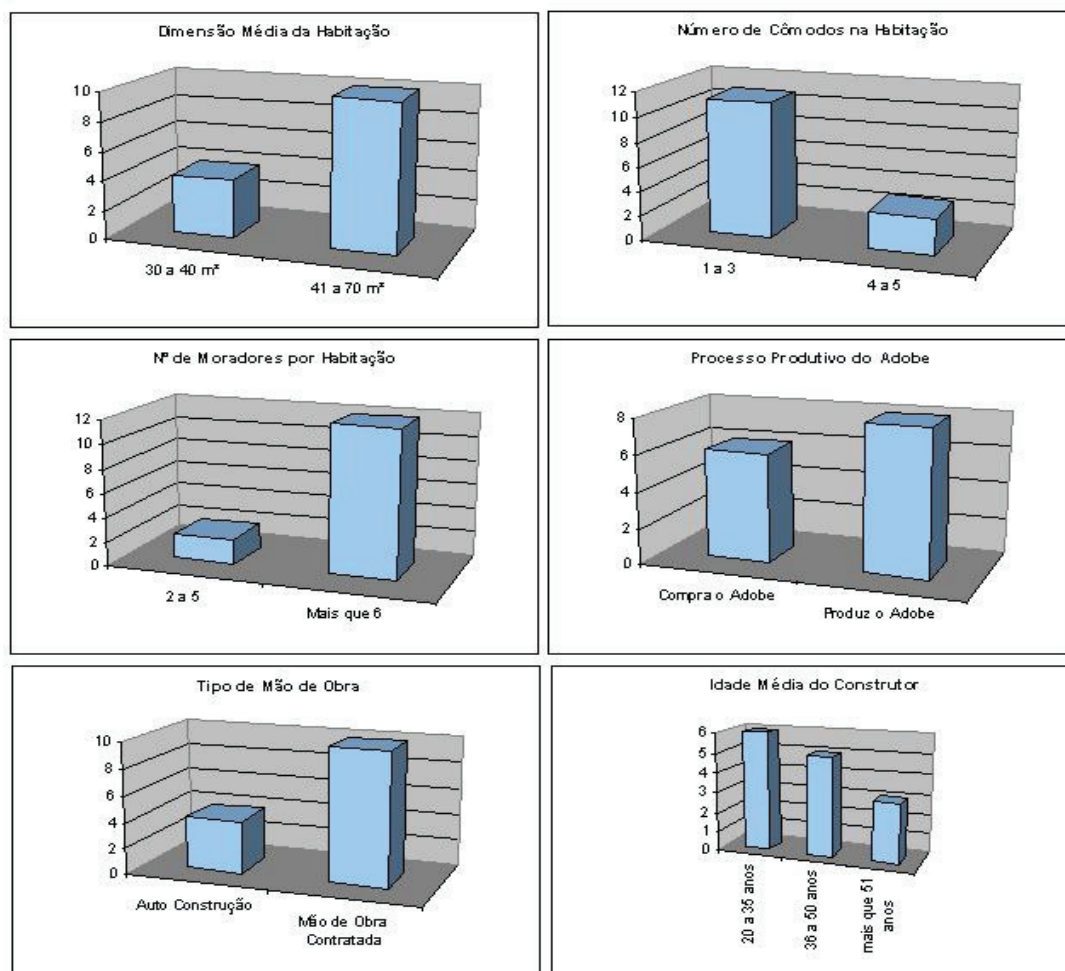 Dimensão Média da Habitação
10
8
6
4
2
0
30 a 40 m²
41 a 70 m²
Número de Cômodos na Habitação
12
10
8
6
4
2
0
1 a 3
4 a 5
Nº de Moradores por Habitação
12
10
8
6
4
2
0
2 a 5
Mais que 6
Processo Produtivo do Adobe
8
6
4
2
0
Compra o Adobe
Produz o Adobe
Tipo de Mão de Obra
10
8
6
4
2
0
Auto Construção
Mão de Obra
Contratada
Idade Média do Construtor
6
5
4
3
2
1
0
20 a 35 anos
36 a 50 anos
mais que 51
anos